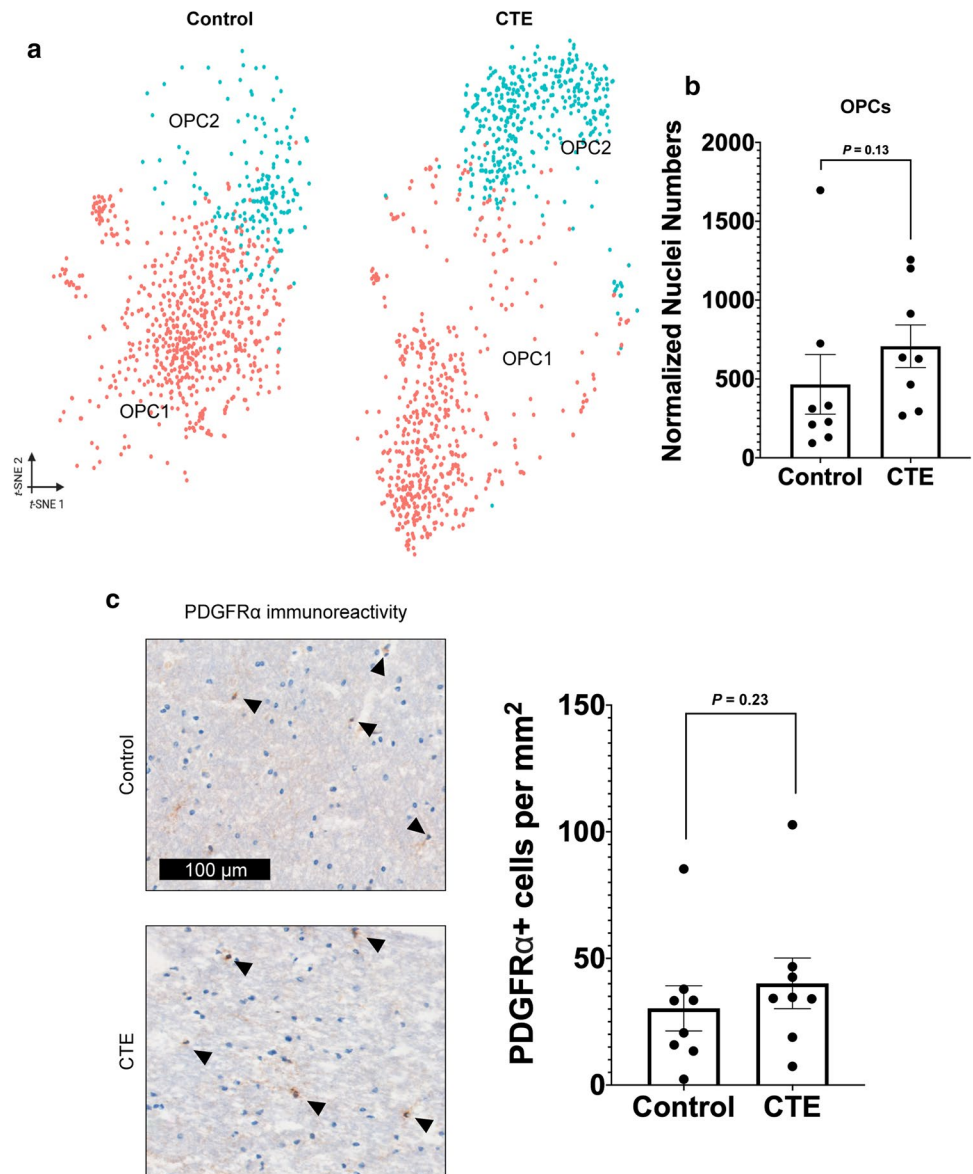 Control
CTE
a
OPC2
OPC1
OPC2
OPC1
t-SNE 2
t-SNE 1
b
OPCs
P = 0.13
Normalized Nuclei Numbers
2000
1500
1000
500
0
Control
CTE
c
PDGFRα immunoreactivity
Control
100 µm
CTE
P = 0.23
PDGFRα+ cells per mm²
150
100
50
0
Control
CTE